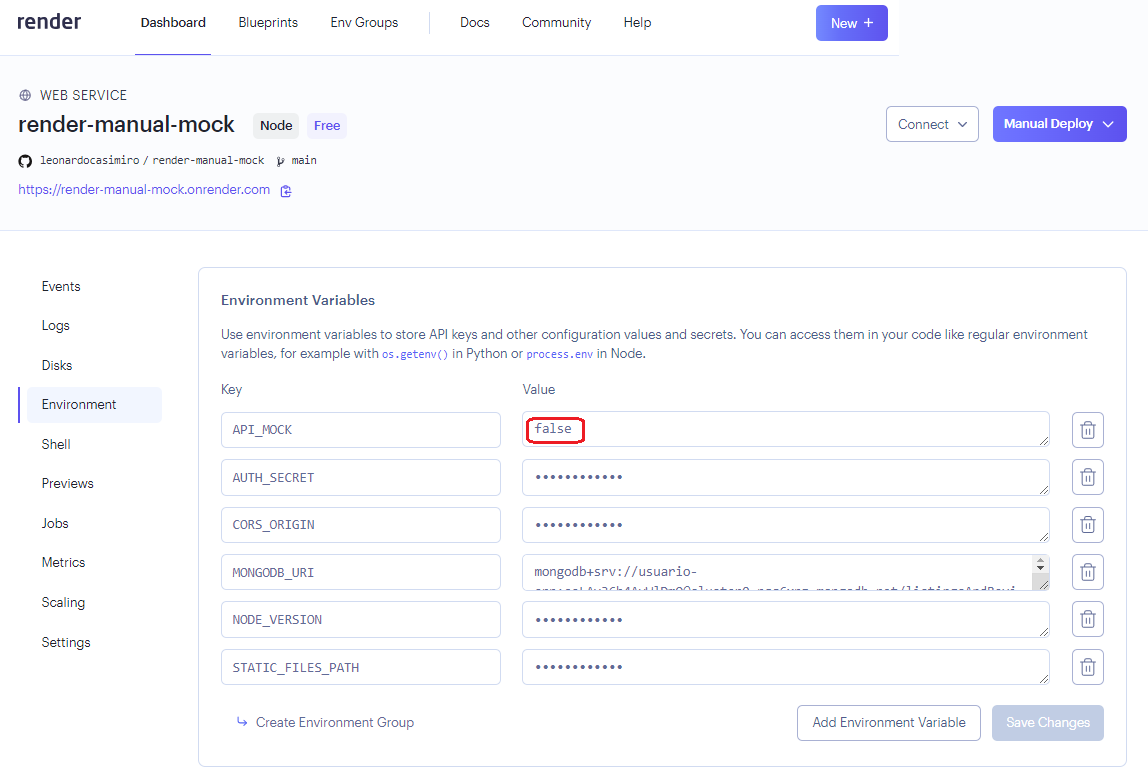 render Dashboard Blueprints Env Groups Docs Community Help New +
WEB SERVICE
render-manual-mock Node Free
Connect Manual Deploy
leonardocasimiro / render-manual-mock main
https://render-manual-mock.onrender.com
Events
Logs
Disks
Environment
Shell
Previews
Jobs
Metrics
Scaling
Settings
Environment Variables
Use environment variables to store API keys and other configuration values and secrets. You can access them in your code like regular environment
variables, for example with os.getenv() in Python or process.env in Node.
Key Value
API_MOCK false
AUTH_SECRET ••••••••••••
CORS_ORIGIN ••••••••••••
MONGODB_URI mongodb+srv://usuario-
NODE_VERSION ••••••••••••
STATIC_FILES_PATH ••••••••••••
Create Environment Group Add Environment Variable Save Changes